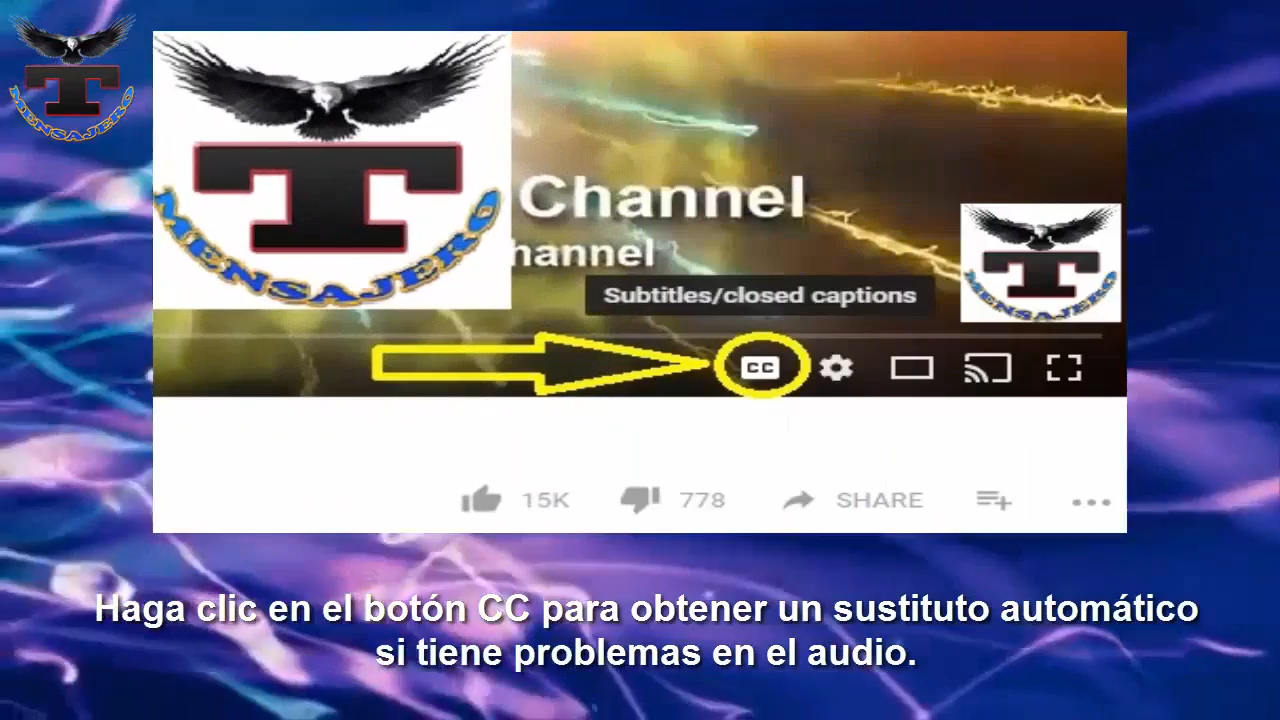 T
MENSAJERO
T
MENSAJERO
Channel
hannel
T
MENSAJERO
Subtitles/closed captions
CC
15K 778 SHARE
Haga clic en el botón CC para obtener un sustituto automático
si tiene problemas en el audio.